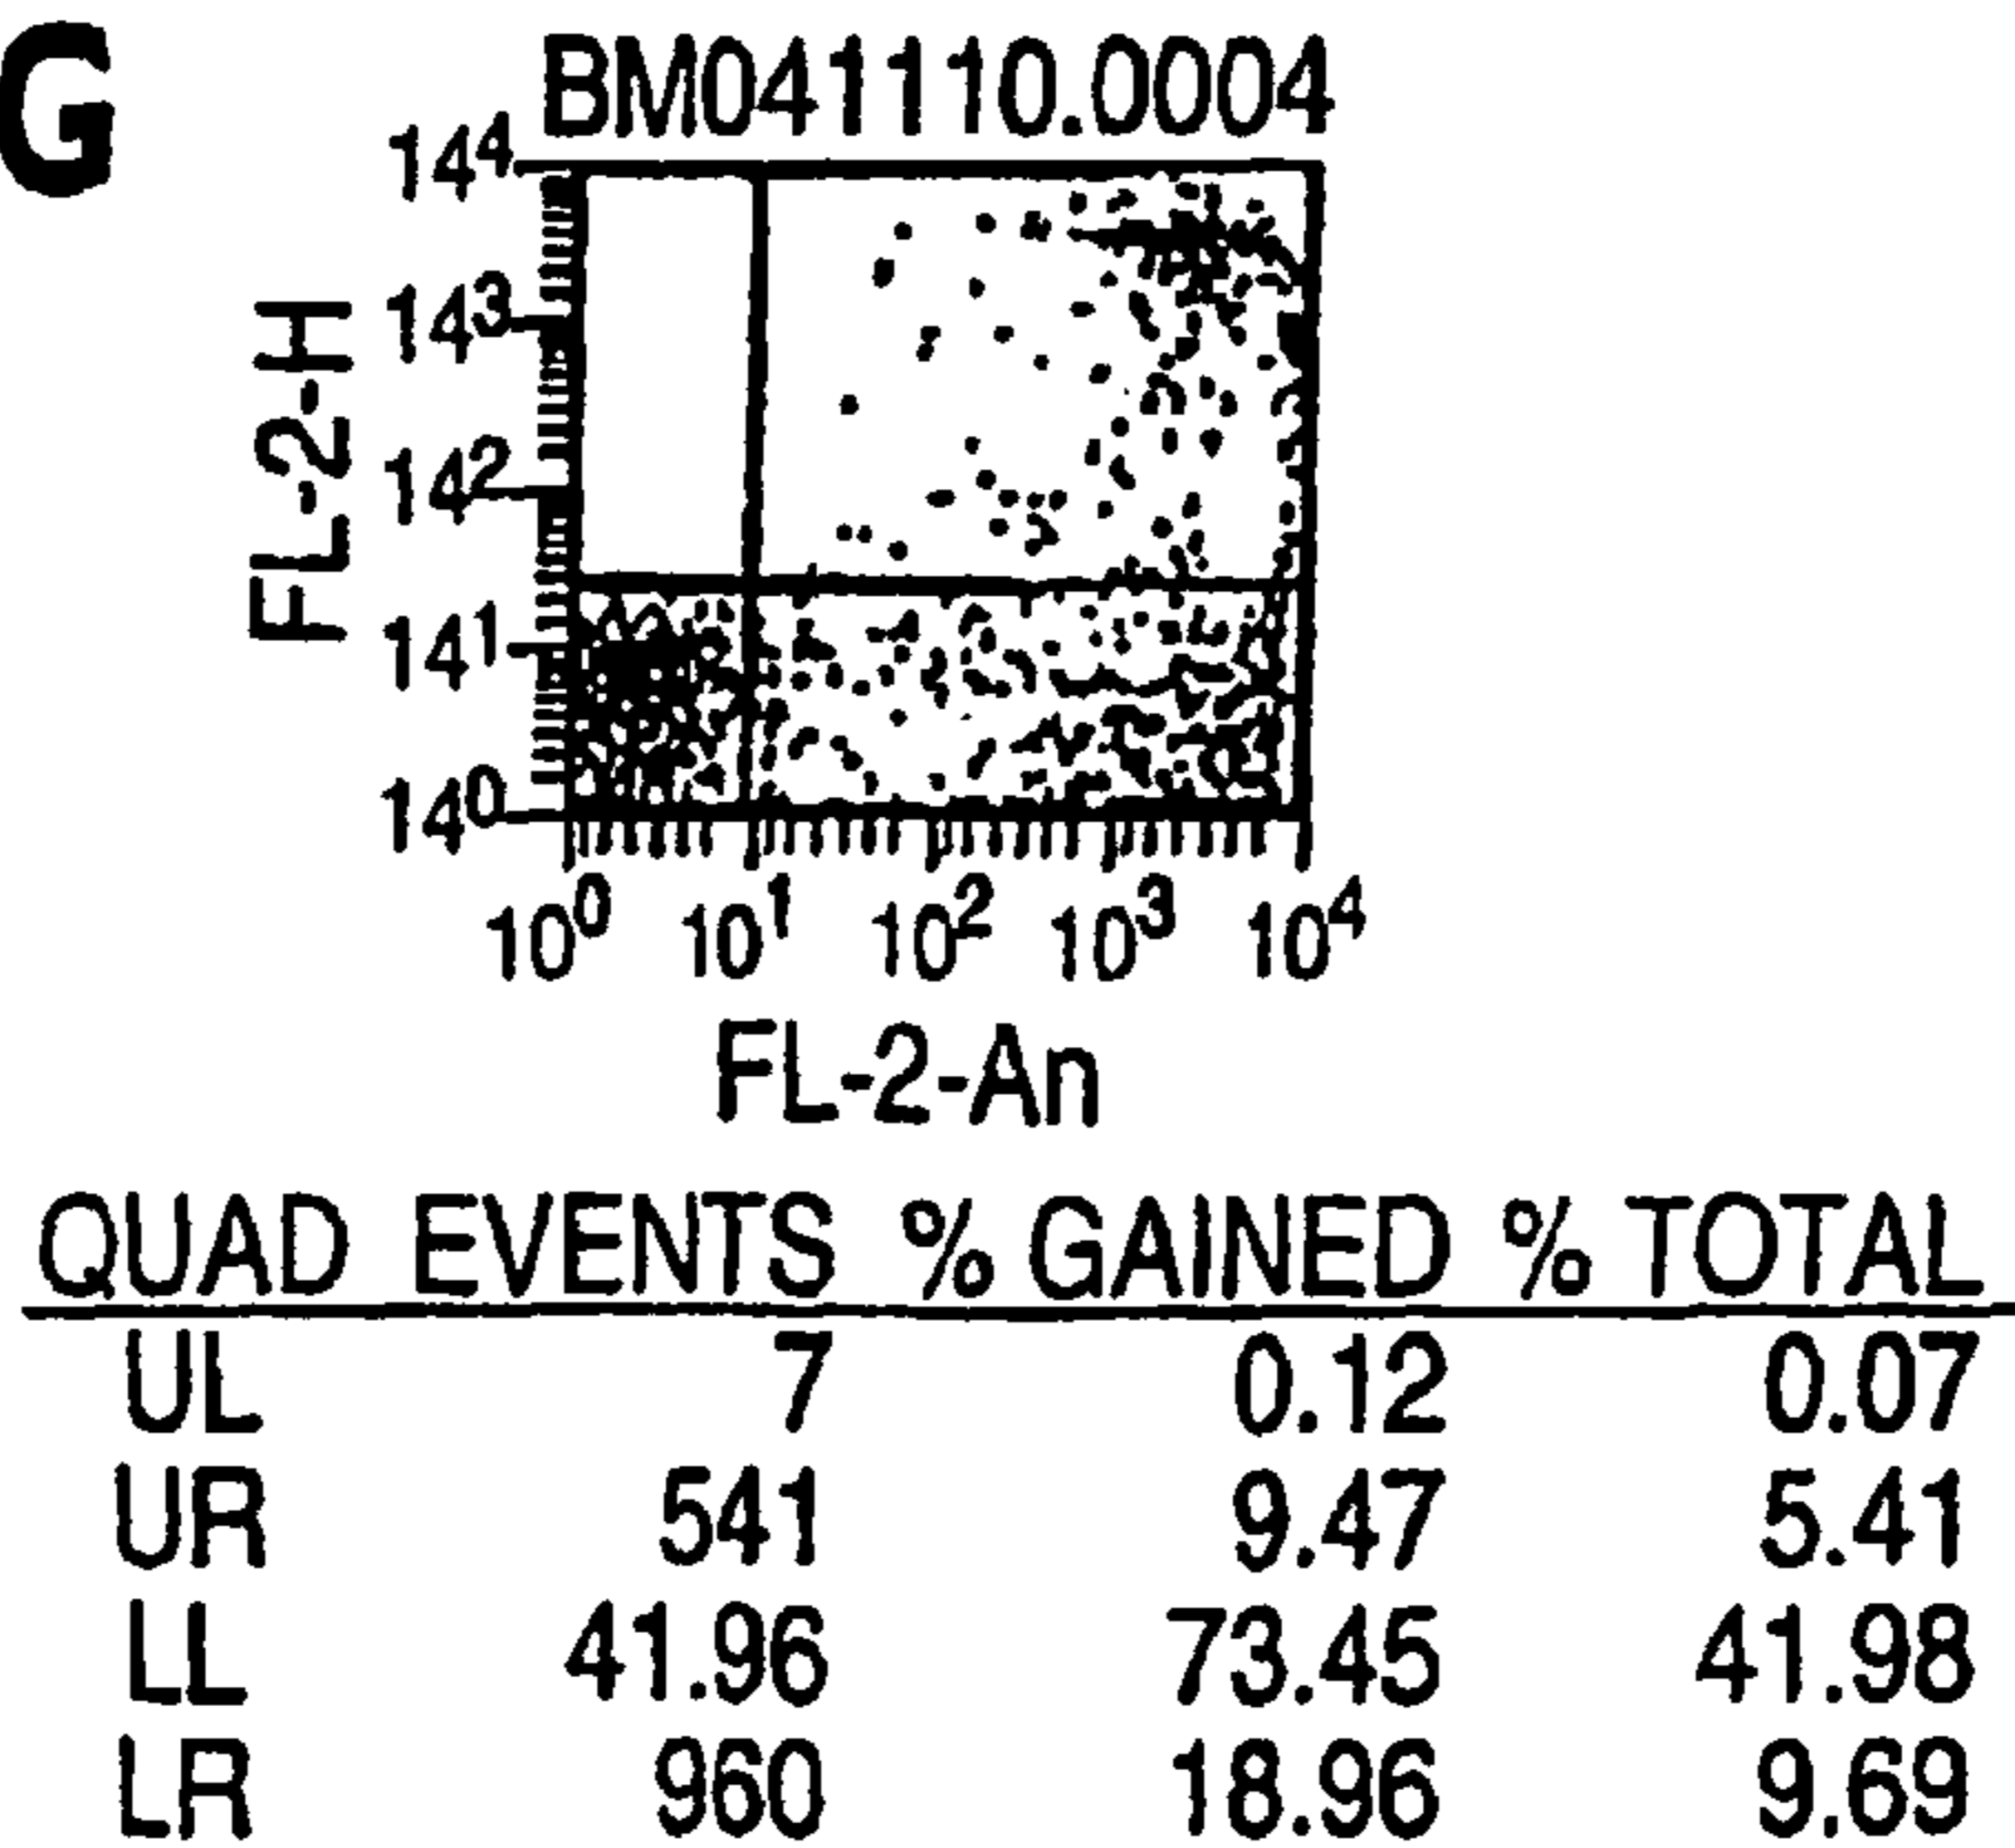 G
BM041110.0004
14⁴
14³
14²
14¹
14⁰
FL-2-H
10⁰ 10¹ 10² 10³ 10⁴
FL-2-An
QUAD EVENTS % GAINED % TOTAL
UL 7 0.12 0.07
UR 541 9.47 5.41
LL 41.96 73.45 41.98
LR 960 18.96 9.69